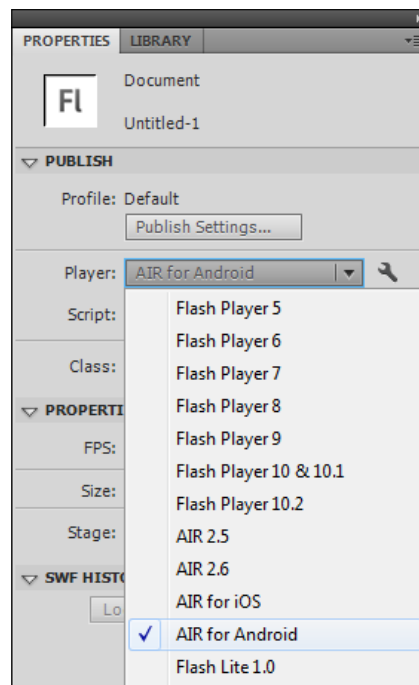 PROPERTIES LIBRARY
Fl
Document
Untitled-1
PUBLISH
Profile: Default
Publish Settings...
Player: AIR for Android
Script:
Class:
PROPERTI
FPS:
Size:
Stage:
SWF HISTO
Lo
Flash Player 5
Flash Player 6
Flash Player 7
Flash Player 8
Flash Player 9
Flash Player 10 & 10.1
Flash Player 10.2
AIR 2.5
AIR 2.6
AIR for iOS
AIR for Android
Flash Lite 1.0